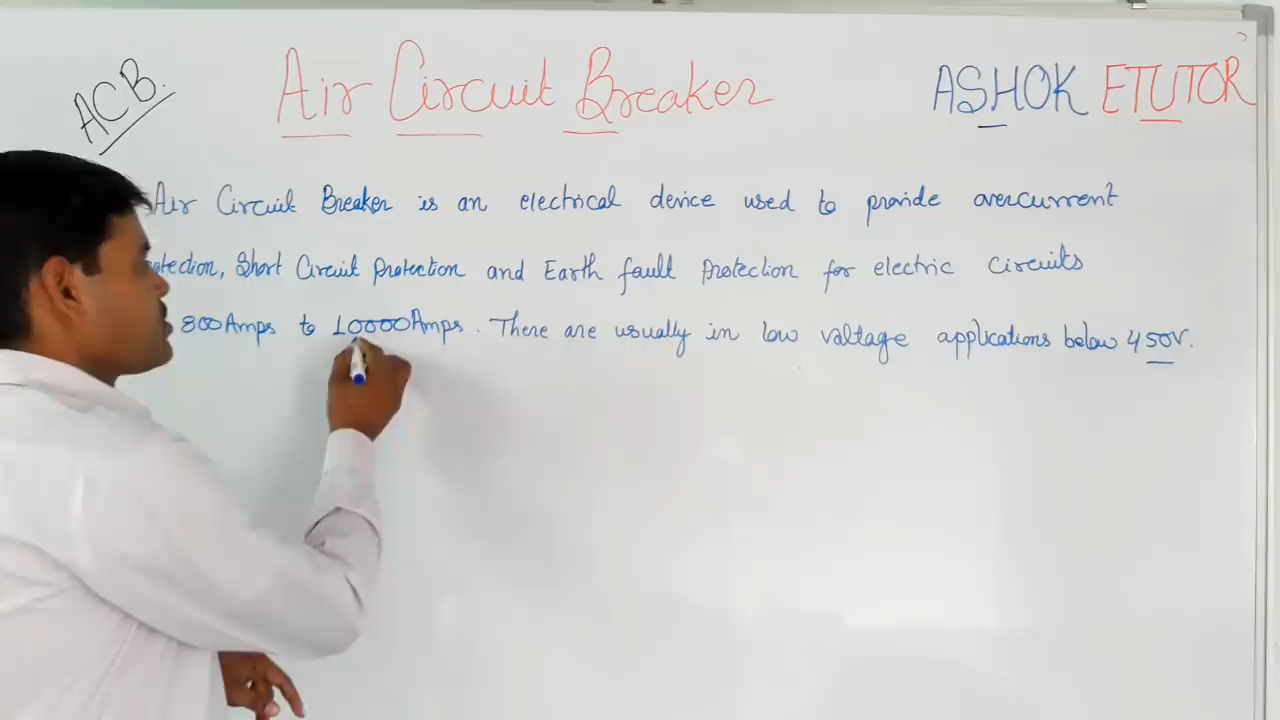 ACB.
Air Circuit Breaker
ASHOK ETUTOR
Air Circuit Breaker is an electrical device used to provide overcurrent
Short Circuit Protection and Earth fault Protection for electric circuits
800Amps to 10000Amps. There are usually in low voltage applications below 450V.